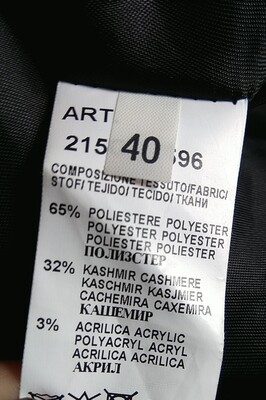 ART
215 40 596
COMPOSIZIONE TESSUTO/FABRIC/
STOF/TEJIDO/TECIDO/ТКАНИ
65% POLIESTERE POLYESTER
POLYESTER POLYESTER
POLIESTER POLIESTER
ПОЛИЭСТЕР
32% KASHMIR CASHMERE
KASCHMIR KASJMIER
CACHEMIRA CAXEMIRA
КАШЕМИР
3% ACRILICA ACRYLIC
POLYACRYL ACRYL
ACRILICA ACRILICA
АКРИЛ